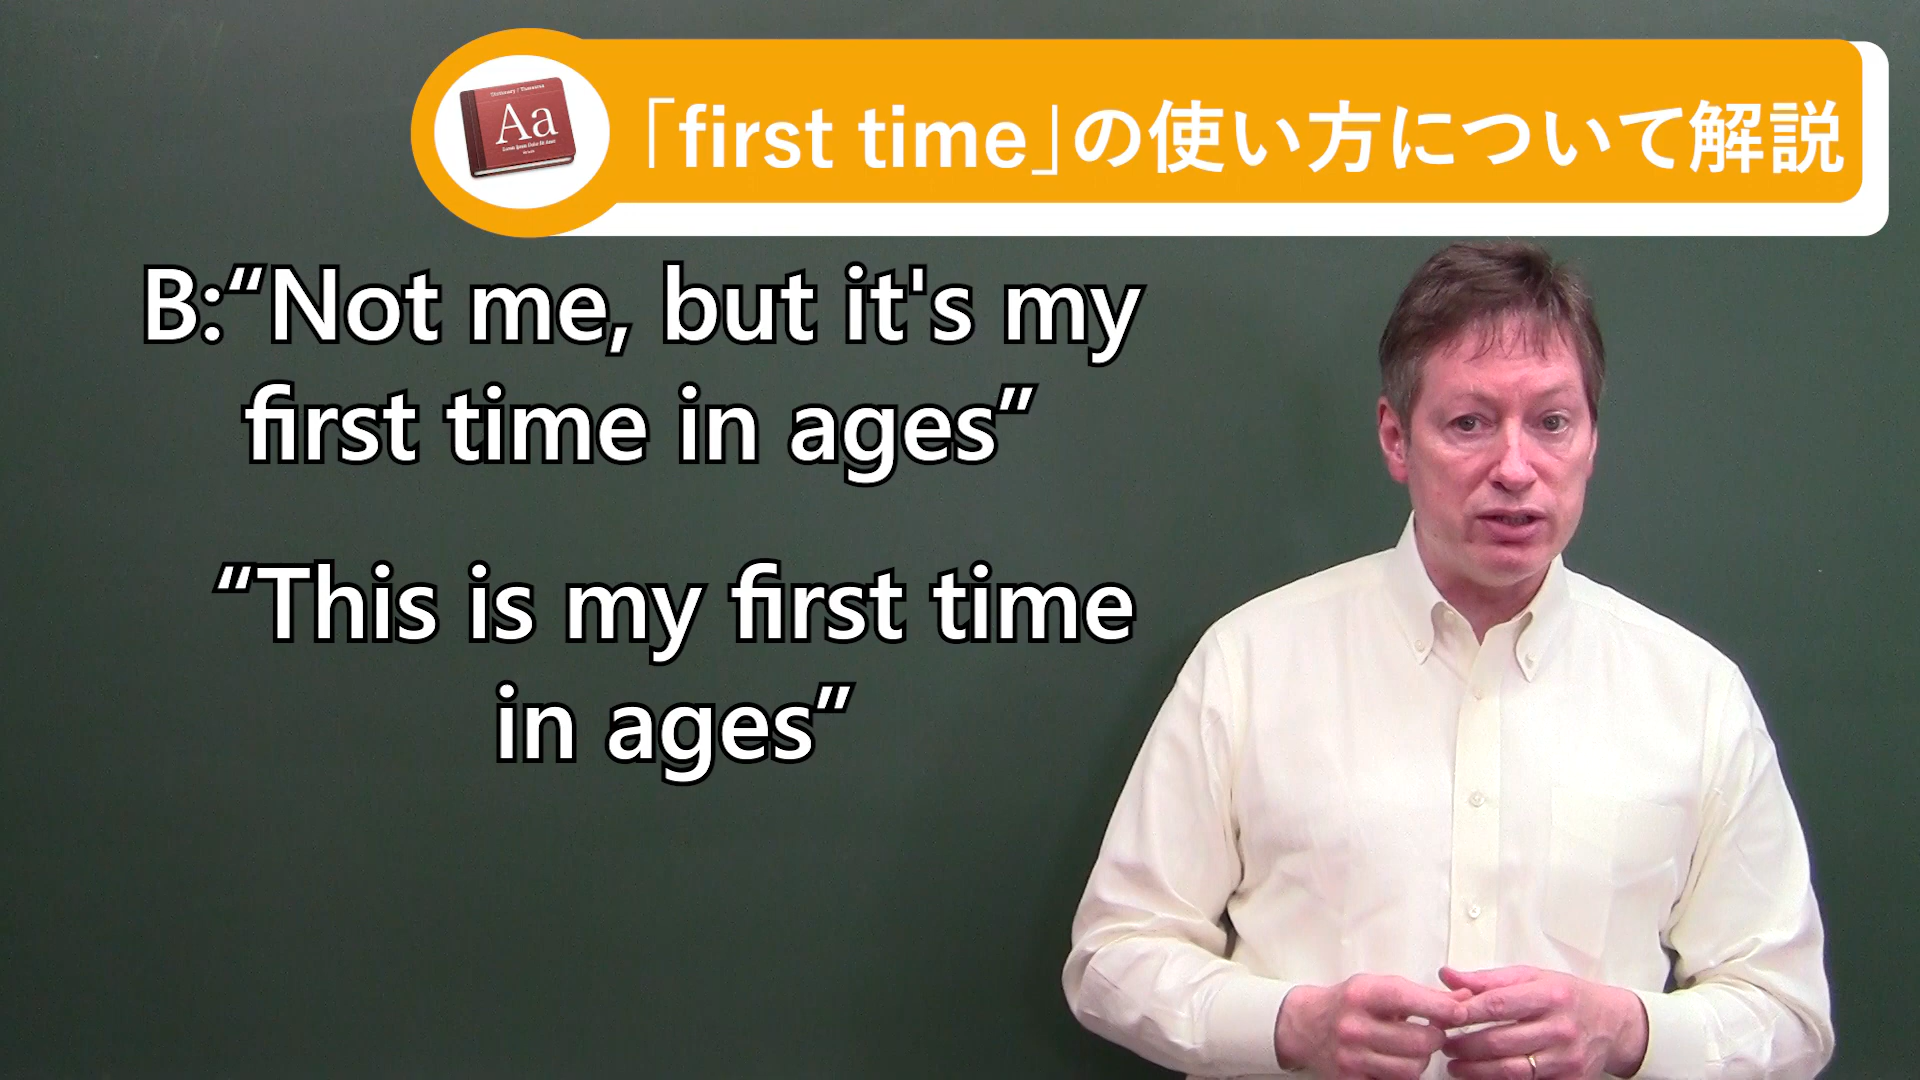 「first time」の使い方について解説
Aa
B:“Not me, but it's my
first time in ages”
“This is my first time
in ages”